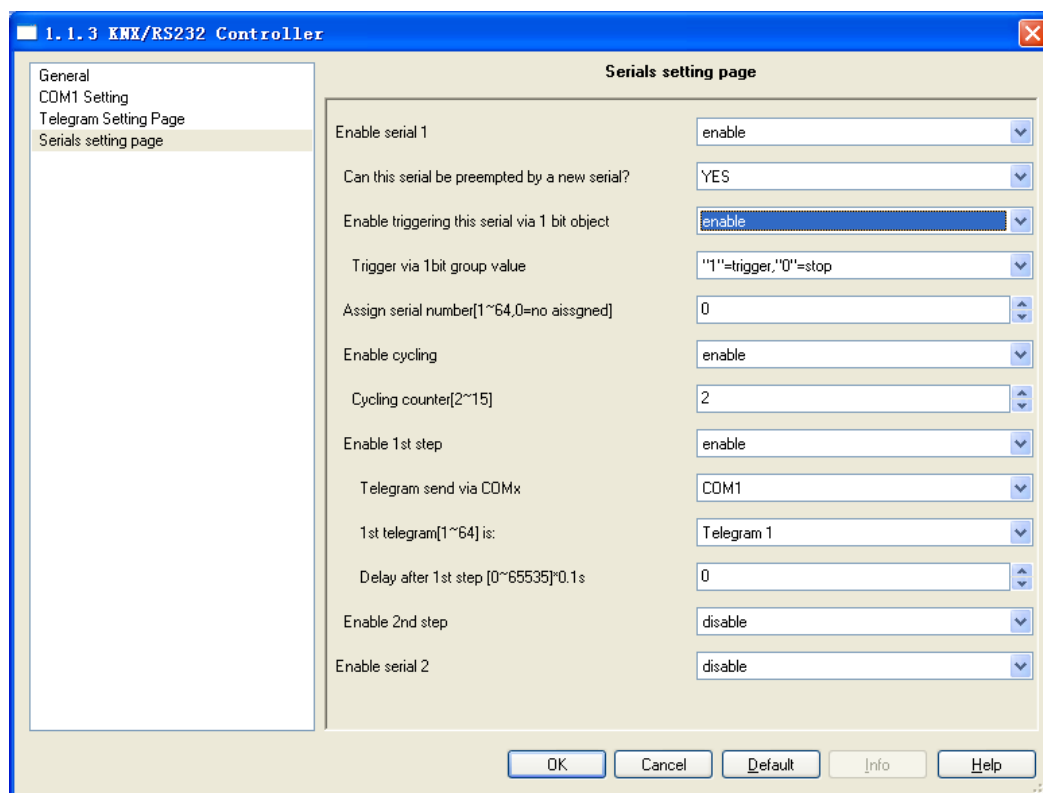 1.1.3 KNX/RS232 Controller
General
COM1 Setting
Telegram Setting Page
Serials setting page
Serials setting page
Enable serial 1 enable
Can this serial be preempted by a new serial? YES
Enable triggering this serial via 1 bit object enable
Trigger via 1bit group value "1"=trigger,"0"=stop
Assign serial number[1~64,0=no aissgned] 0
Enable cycling enable
Cycling counter[2~15] 2
Enable 1st step enable
Telegram send via COMx COM1
1st telegram[1~64] is: Telegram 1
Delay after 1st step [0~65535]*0.1s 0
Enable 2nd step disable
Enable serial 2 disable
OK Cancel Default Info Help